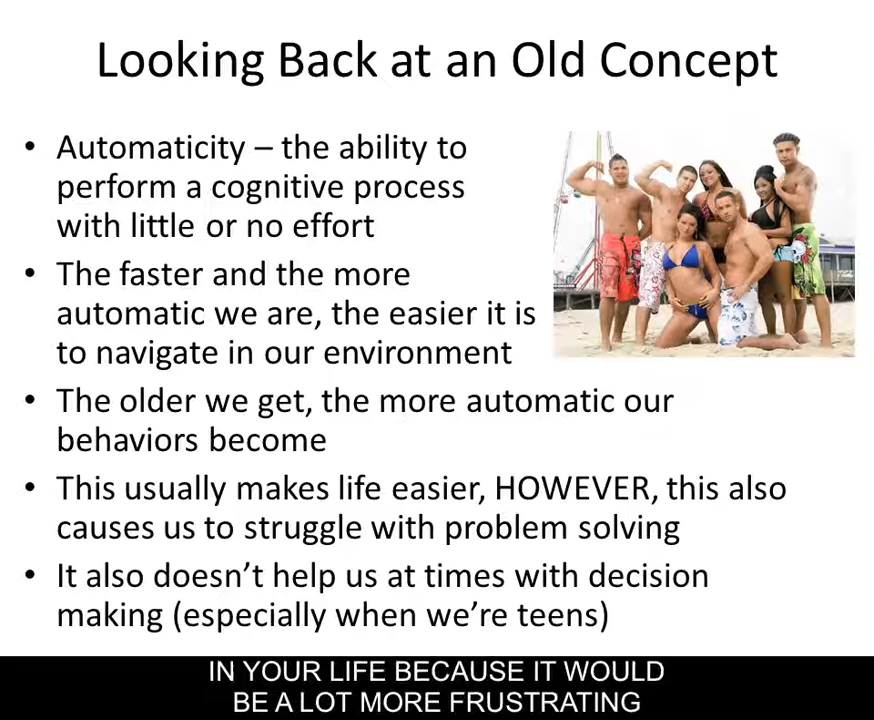 Looking Back at an Old Concept
• Automaticity – the ability to
perform a cognitive process
with little or no effort
• The faster and the more
automatic we are, the easier it is
to navigate in our environment
• The older we get, the more automatic our
behaviors become
• This usually makes life easier, HOWEVER, this also
causes us to struggle with problem solving
• It also doesn’t help us at times with decision
making (especially when we’re teens)
IN YOUR LIFE BECAUSE IT WOULD
BE A LOT MORE FRUSTRATING